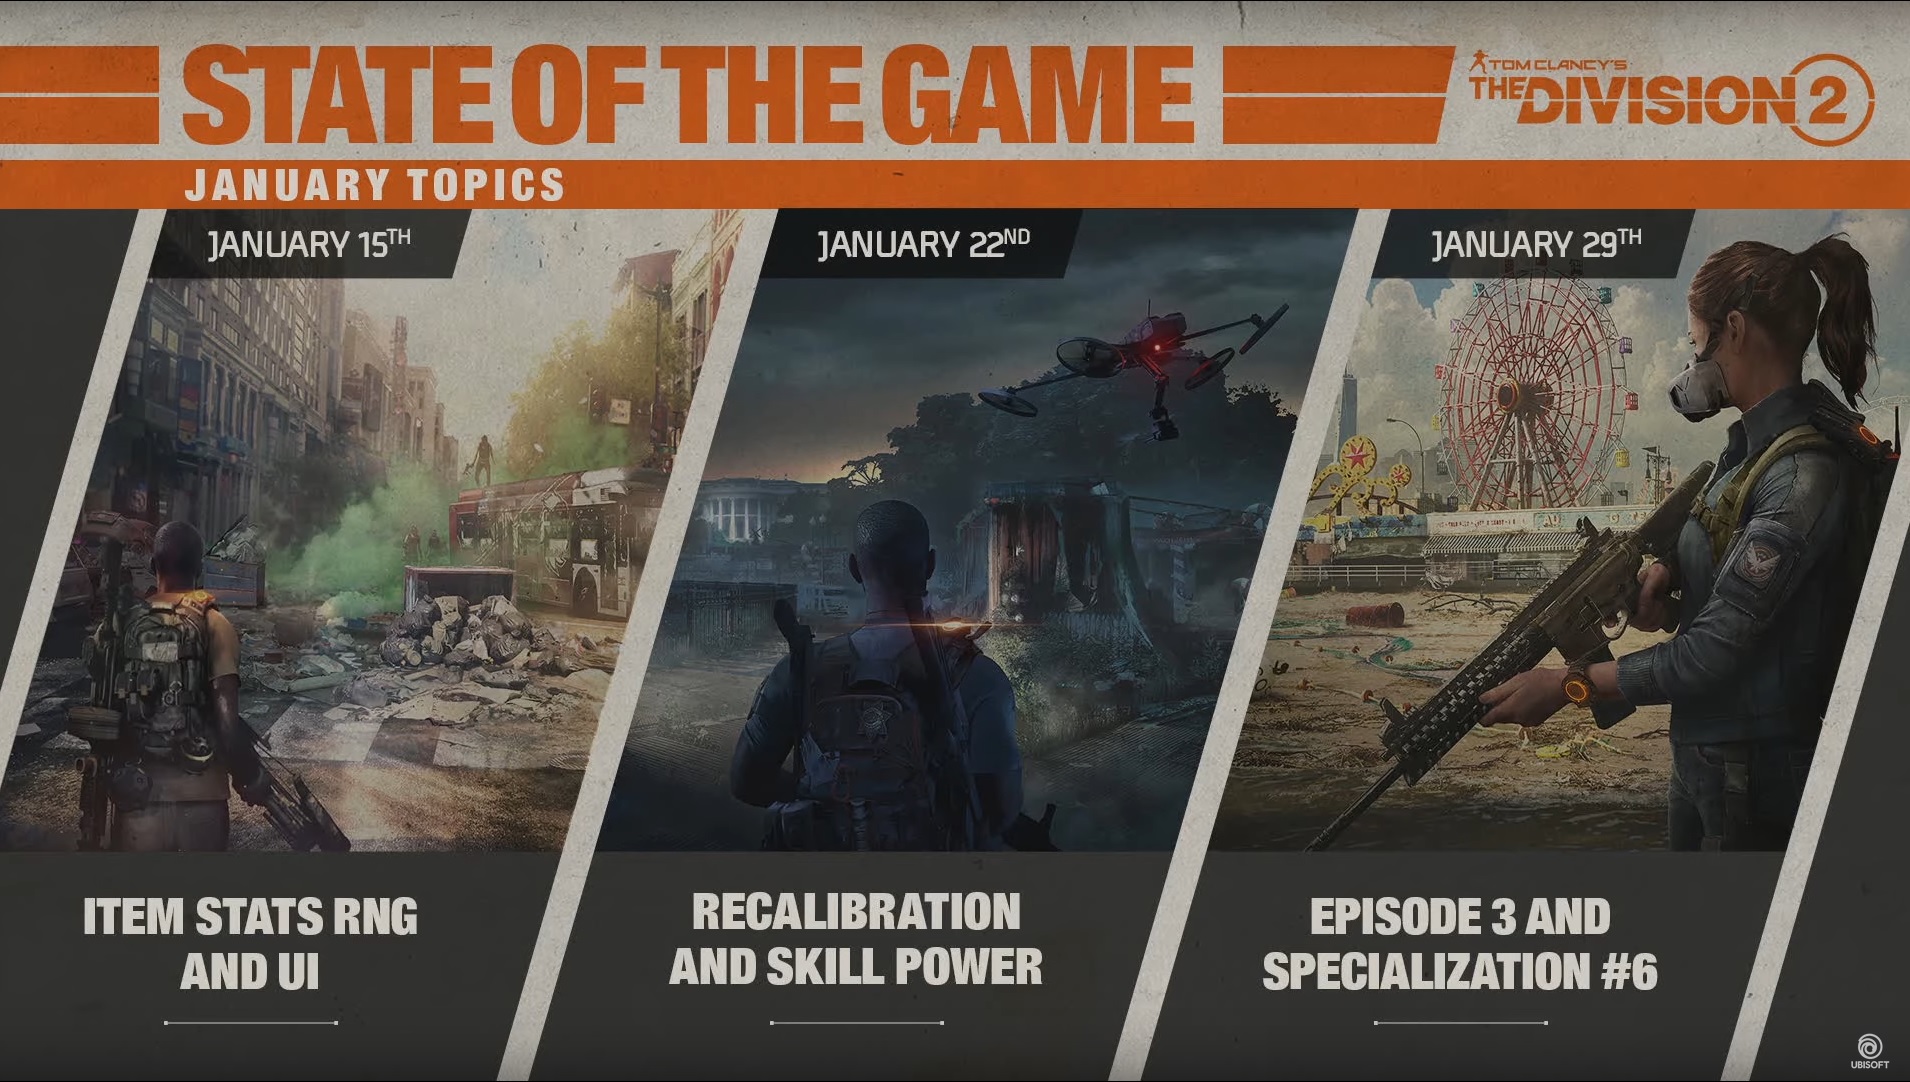 STATE OF THE GAME
TOM CLANCY'S
THE DIVISION 2
JANUARY TOPICS
JANUARY 15TH
JANUARY 22ND
JANUARY 29TH
ITEM STATS RNG
AND UI
RECALIBRATION
AND SKILL POWER
EPISODE 3 AND
SPECIALIZATION #6
UBISOFT